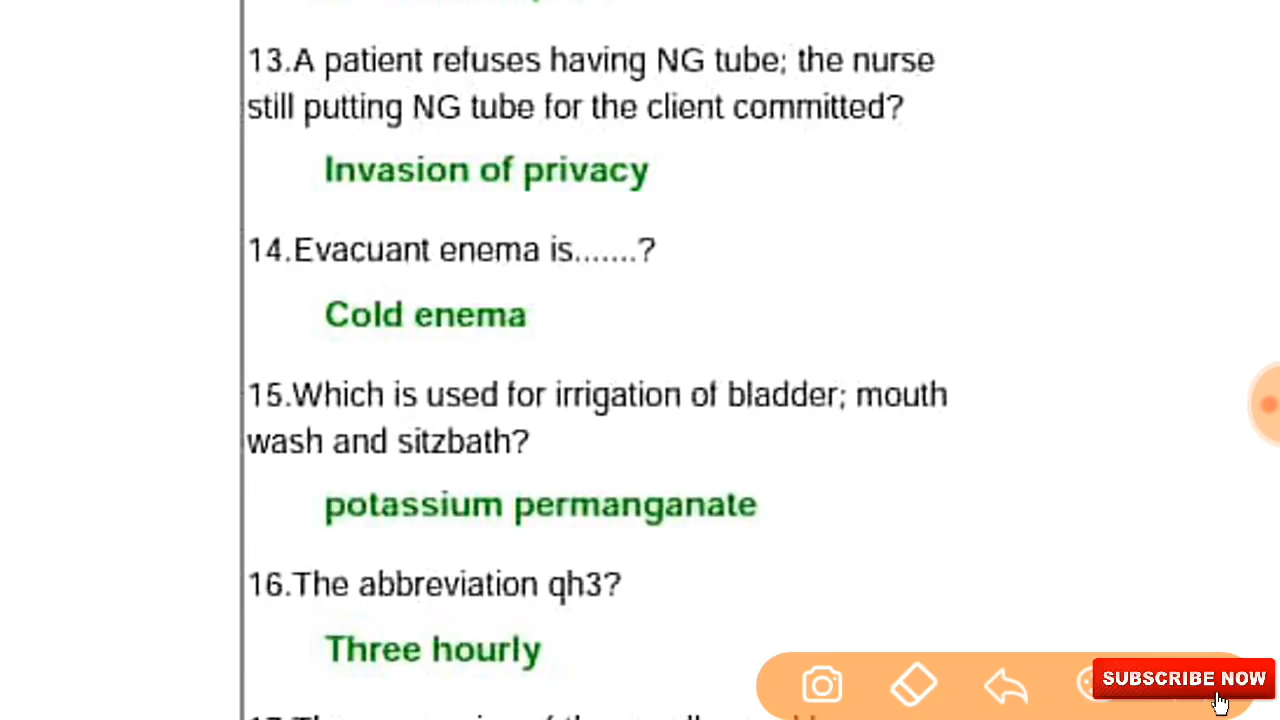 13.A patient refuses having NG tube; the nurse
still putting NG tube for the client committed?
Invasion of privacy
14.Evacuant enema is.......?
Cold enema
15.Which is used for irrigation of bladder; mouth
wash and sitzbath?
potassium permanganate
16.The abbreviation qh3?
Three hourly
SUBSCRIBE NOW